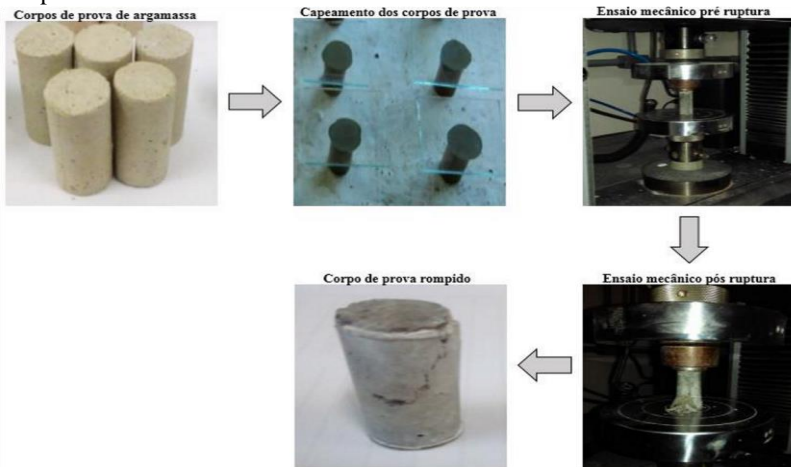 Corpos de prova de argamassa
Capeamento dos corpos de prova
Ensaio mecânico pré ruptura
Corpo de prova rompido
Ensaio mecânico pós ruptura